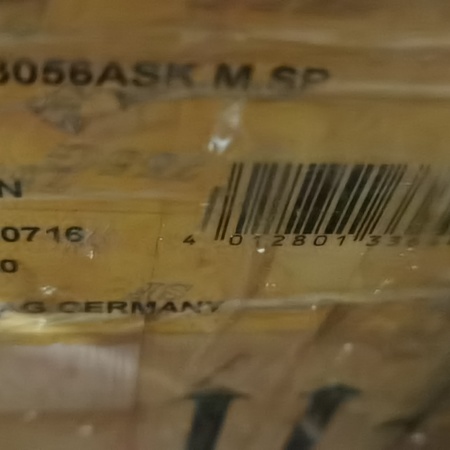 3056ASK M.SP
N
0716
4 012801 33
0
G GERMANY